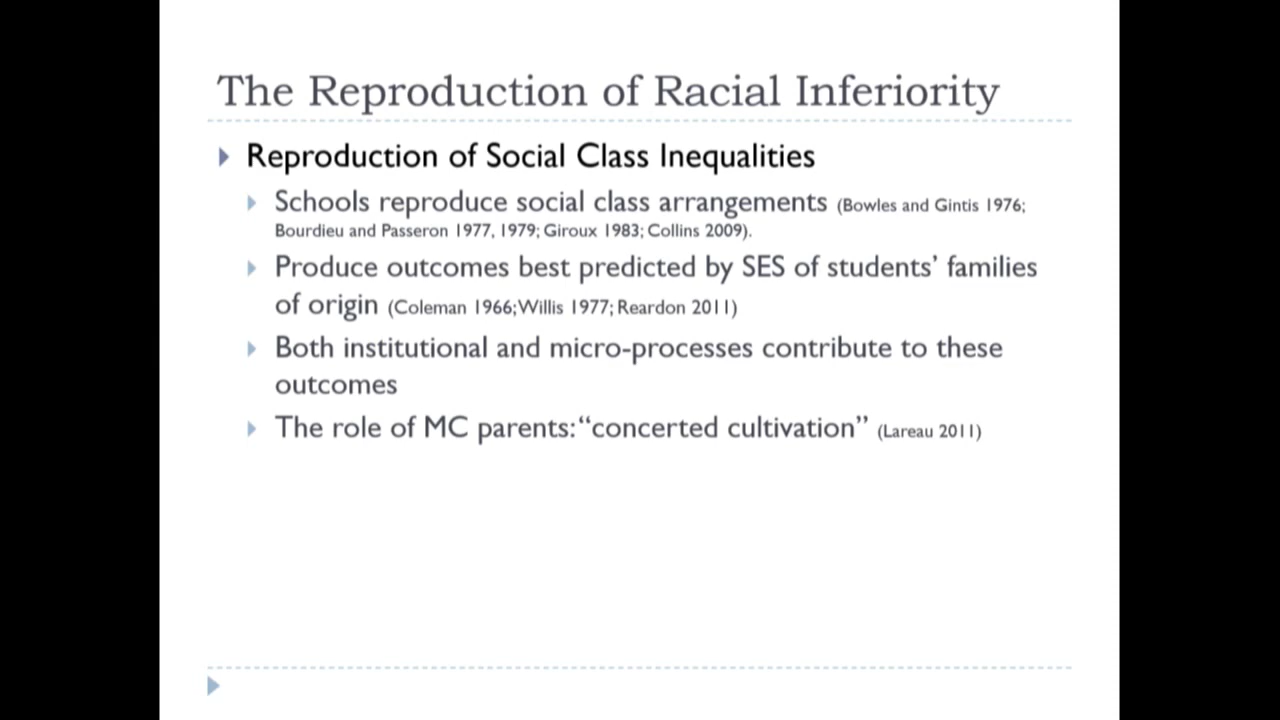 The Reproduction of Racial Inferiority
Reproduction of Social Class Inequalities
Schools reproduce social class arrangements (Bowles and Gintis 1976;
Bourdieu and Passeron 1977, 1979; Giroux 1983; Collins 2009).
Produce outcomes best predicted by SES of students’ families
of origin (Coleman 1966; Willis 1977; Reardon 2011)
Both institutional and micro-processes contribute to these
outcomes
The role of MC parents: “concerted cultivation” (Lareau 2011)